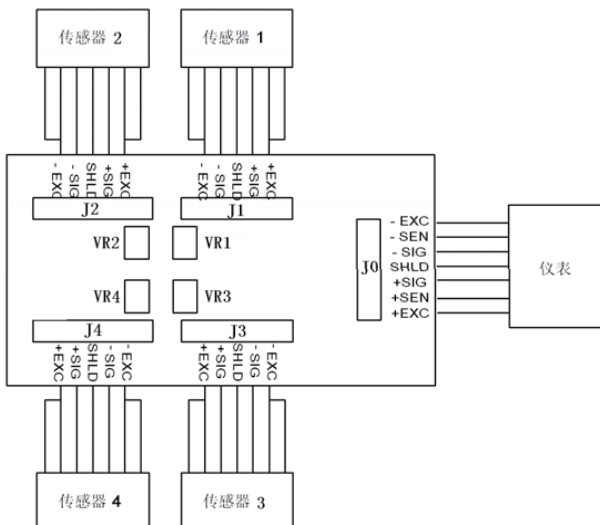 传感器 2
传感器 1
- EXC
- SIG
SHLD
+SIG
+EXC
- EXC
- SIG
SHLD
+SIG
+EXC
J2
J1
VR2
VR1
VR4
VR3
J4
J3
+EXC
+SIG
SHLD
-SIG
-EXC
+EXC
+SIG
SHLD
-SIG
-EXC
J0
- EXC
- SEN
- SIG
SHLD
+SIG
+SEN
+EXC
仪表
传感器 4
传感器 3